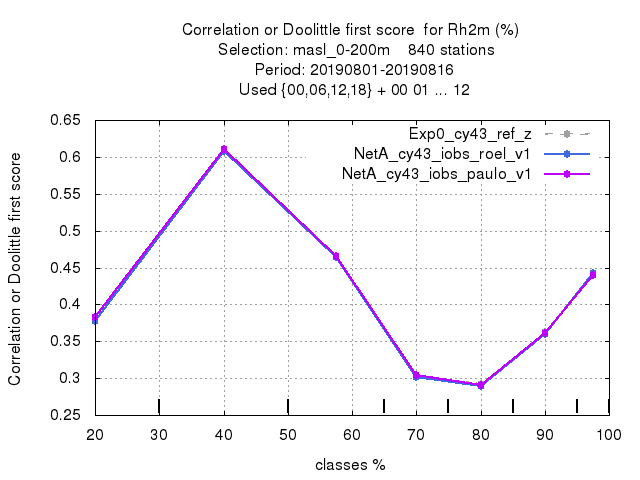 Correlation or Doolittle first score  for Rh2m (%)
Selection: masl_0-200m    840 stations
Period: 20190801-20190816
Used {00,06,12,18} + 00 01 ... 12
Exp0_cy43_ref_z
NetA_cy43_iobs_roel_v1
NetA_cy43_iobs_paulo_v1
Correlation or Doolittle first score
0.65
0.6
0.55
0.5
0.45
0.4
0.35
0.3
0.25
20 30 40 50 60 70 80 90 100
classes %